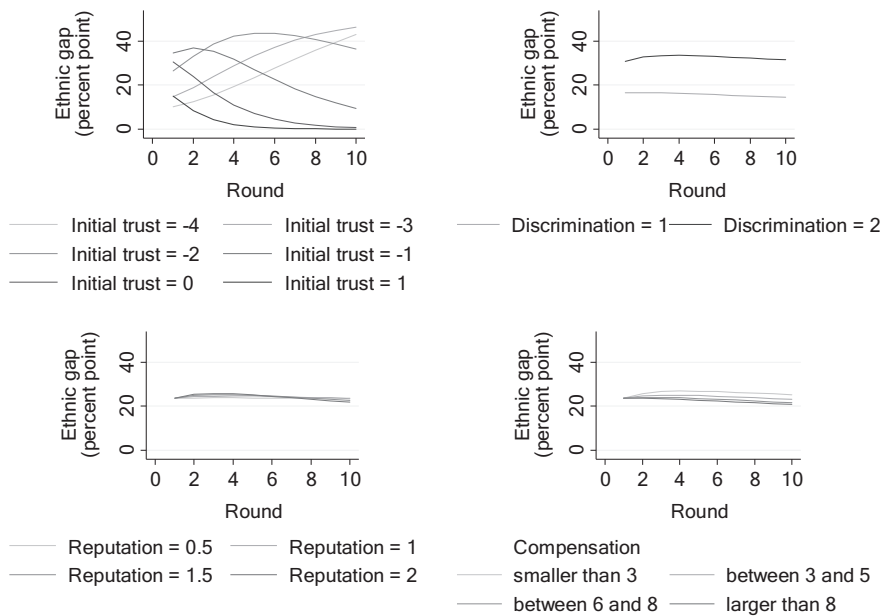 Ethnic gap
(percent point)
40
20
0
0 2 4 6 8 10
Round
Initial trust = -4 Initial trust = -3
Initial trust = -2 Initial trust = -1
Initial trust = 0 Initial trust = 1
Ethnic gap
(percent point)
40
20
0
0 2 4 6 8 10
Round
Discrimination = 1 Discrimination = 2
Ethnic gap
(percent point)
40
20
0
0 2 4 6 8 10
Round
Reputation = 0.5 Reputation = 1
Reputation = 1.5 Reputation = 2
Ethnic gap
(percent point)
40
20
0
0 2 4 6 8 10
Round
Compensation
smaller than 3 between 3 and 5
between 6 and 8 larger than 8